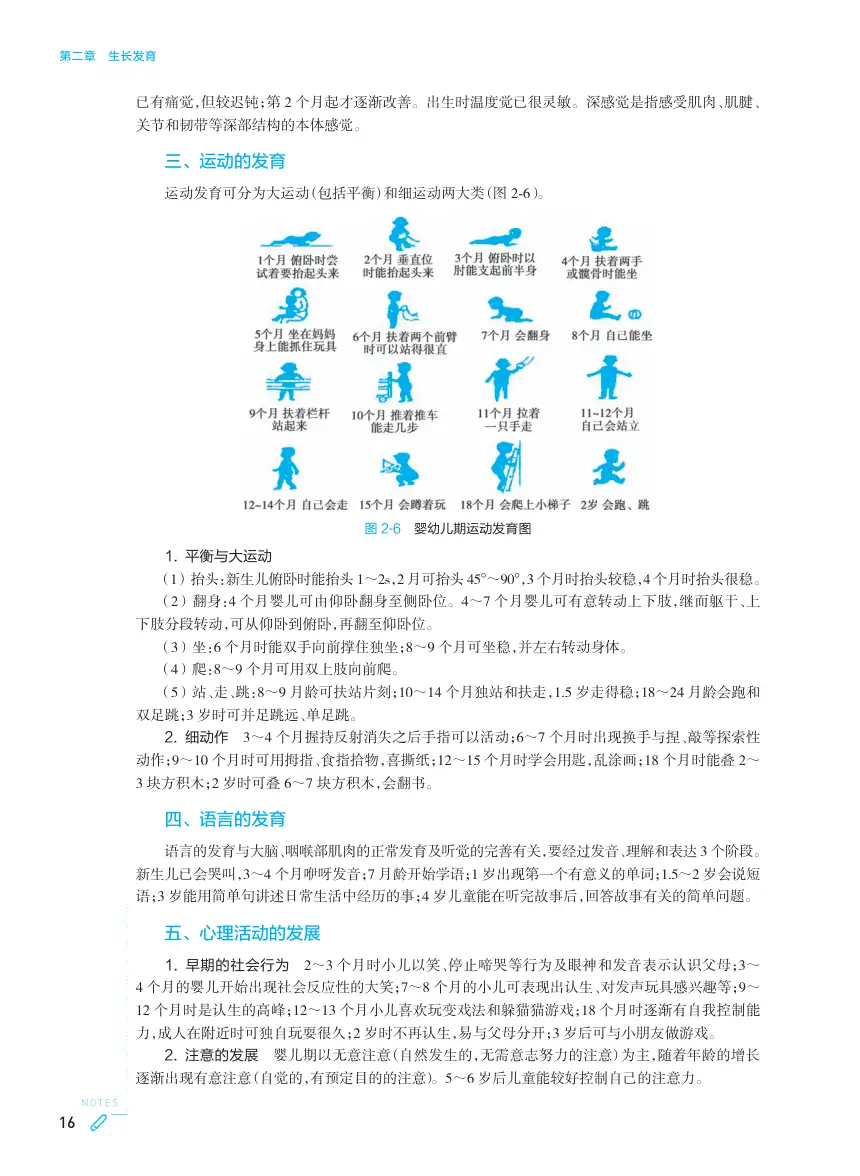 第二章 生长发育
已有痛觉,但较迟钝;第 2 个月起才逐渐改善。出生时温度觉已很灵敏。深感觉是指感受肌肉、肌腱、
关节和韧带等深部结构的本体感觉。
三、运动的发育
运动发育可分为大运动(包括平衡)和细运动两大类(图 2-6)。
1个月 俯卧时尝
试着要抬起头来
2个月 垂直位
时能抬起头来
3个月 俯卧时以
肘能支起前半身
4个月 扶着两手
或髋骨时能坐
5个月 坐在妈妈
身上能抓住玩具
6个月 扶着两个前臂
时可以站得很直
7个月 会翻身
8个月 自己能坐
9个月 扶着栏杆
站起来
10个月 推着推车
能走几步
11个月 拉着
一只手走
11~12个月
自己会站立
12~14个月 自己会走
15个月 会蹲着玩
18个月 会爬上小梯子
2岁 会跑、跳
图 2-6 婴幼儿期运动发育图
1. 平衡与大运动
(1)抬头:新生儿俯卧时能抬头 1~2s,2 月可抬头 45°~90°,3 个月时抬头较稳,4 个月时抬头很稳。
(2)翻身:4 个月婴儿可由仰卧翻身至侧卧位。4~7 个月婴儿可有意转动上下肢,继而躯干、上
下肢分段转动,可从仰卧到俯卧,再翻至仰卧位。
(3)坐:6 个月时能双手向前撑住独坐;8~9 个月可坐稳,并左右转动身体。
(4)爬:8~9 个月可用双上肢向前爬。
(5)站、走、跳:8~9 月龄可扶站片刻;10~14 个月独站和扶走,1.5 岁走得稳;18~24 月龄会跑和
双足跳;3 岁时可并足跳远、单足跳。
2. 细动作 3~4 个月握持反射消失之后手指可以活动;6~7 个月时出现换手与捏、敲等探索性
动作;9~10 个月时可用拇指、食指拾物,喜撕纸;12~15 个月时学会用匙,乱涂画;18 个月时能叠 2~
3 块方积木;2 岁时可叠 6~7 块方积木,会翻书。
四、语言的发育
语言的发育与大脑、咽喉部肌肉的正常发育及听觉的完善有关,要经过发音、理解和表达 3 个阶段。
新生儿已会哭叫,3~4 个月咿呀发音;7 月龄开始学语;1 岁出现第一个有意义的单词;1.5~2 岁会说短
语;3 岁能用简单句讲述日常生活中经历的事;4 岁儿童能在听完故事后,回答故事有关的简单问题。
五、心理活动的发展
1. 早期的社会行为 2~3 个月时小儿以笑、停止啼哭等行为及眼神和发音表示认识父母;3~
4 个月的婴儿开始出现社会反应性的大笑;7~8 个月的小儿可表现出认生、对发声玩具感兴趣等;9~
12 个月时是认生的高峰;12~13 个月小儿喜欢玩变戏法和躲猫猫游戏;18 个月时逐渐有自我控制能
力,成人在附近时可独自玩耍很久;2 岁时不再认生,易与父母分开;3 岁后可与小朋友做游戏。
2. 注意的发展 婴儿期以无意注意(自然发生的,无需意志努力的注意)为主,随着年龄的增长
逐渐出现有意注意(自觉的,有预定目的的注意)。5~6 岁后儿童能较好控制自己的注意力。
NOTES
16